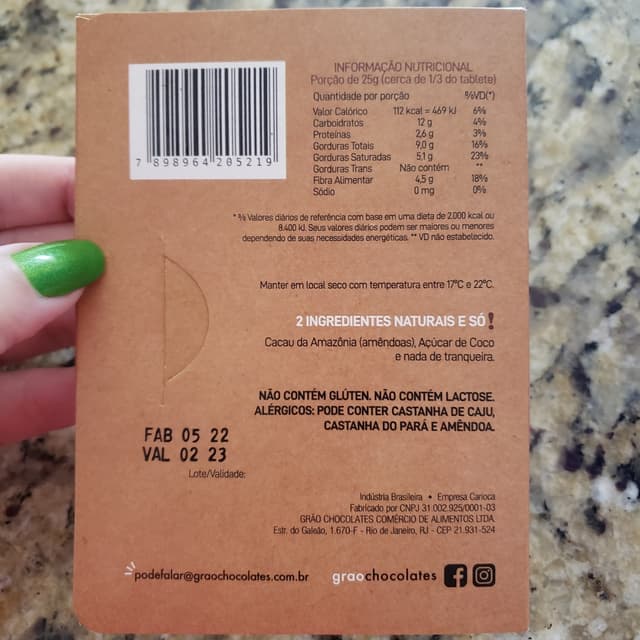 INFORMAÇÃO NUTRICIONAL
Porção de 25g (cerca de 1/3 do tablete)
Quantidade por porção %VD(*)
Valor Calórico 112 kcal = 469 kJ 6%
Carboidratos 12 g 4%
Proteínas 2,6 g 3%
Gorduras Totais 9,0 g 16%
Gorduras Saturadas 5,1 g 23%
Gorduras Trans Não contém **
Fibra Alimentar 4,5 g 18%
Sódio 0 mg 0%
7 898964 205219
* % Valores diários de referência com base em uma dieta de 2.000 kcal ou
8.400 kJ. Seus valores diários podem ser maiores ou menores
dependendo de suas necessidades energéticas. ** VD não estabelecido.
Manter em local seco com temperatura entre 17°C e 22°C.
2 INGREDIENTES NATURAIS E SÓ!
Cacau da Amazônia (amêndoas), Açúcar de Coco
e nada de tranqueira.
NÃO CONTÉM GLÚTEN. NÃO CONTÉM LACTOSE.
ALÉRGICOS: PODE CONTER CASTANHA DE CAJU,
CASTANHA DO PARÁ E AMÊNDOA.
FAB 05 22
VAL 02 23
Lote/Validade:
Indústria Brasileira • Empresa Carioca
Fabricado por CNPJ 31.002.925/0001-03
GRÃO CHOCOLATES COMÉRCIO DE ALIMENTOS LTDA.
Estr. do Galeão, 1.670-F - Rio de Janeiro, RJ - CEP 21.931-524
podefalar@graochocolates.com.br graochocolates